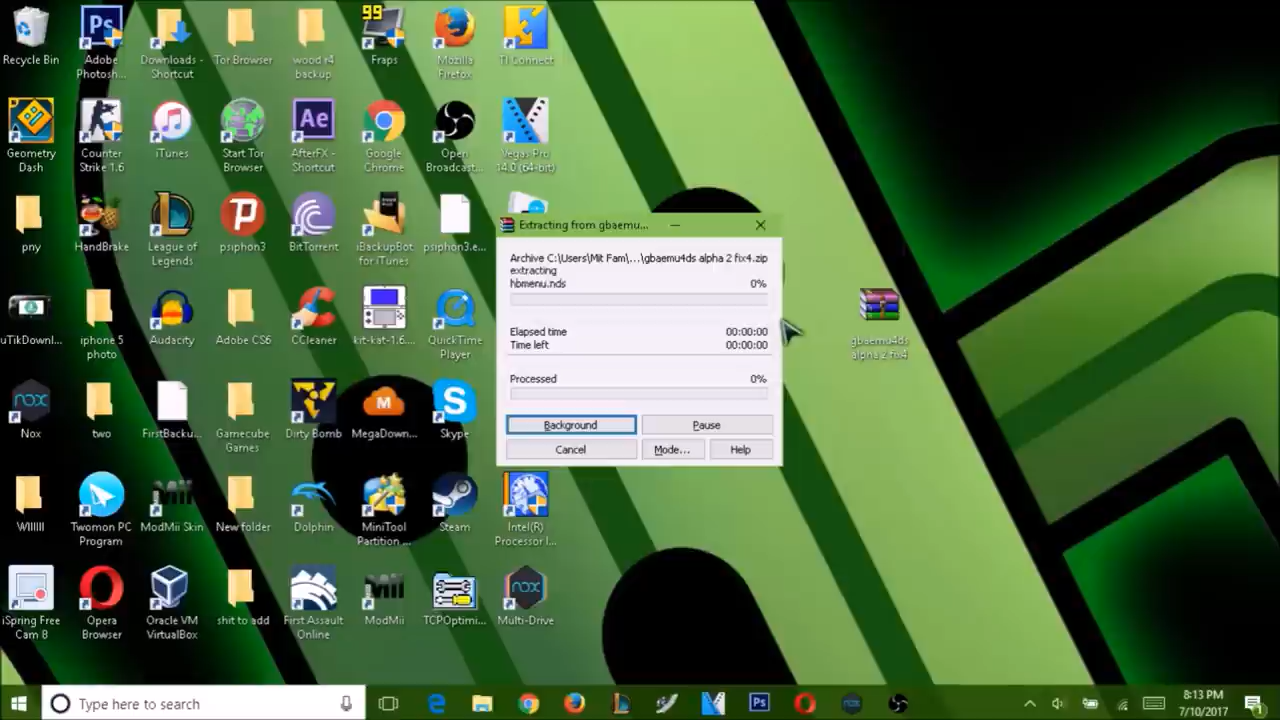 99
Recycle Bin
Adobe
Photosh...
Downloads -
Shortcut
Tor Browser
wood r4
backup
Fraps
Mozilla
Firefox
TI Connect
Geometry
Dash
Counter
Strike 1.6
iTunes
Start Tor
Browser
AfterFX -
Shortcut
Google
Chrome
Open
Broadcast...
Vegas Pro
14.0 (64-bit)
pny
HandBrake
League of
Legends
psiphon3
BitTorrent
iBackupBot
for iTunes
psiphon3.e...
uTikDownl...
iphone 5
photo
Audacity
Adobe CS6
CCleaner
kit-kat-1.6...
QuickTime
Player
Nox
two
FirstBacku...
Gamecube
Games
Dirty Bomb
MegaDown...
Skype
WIIIIII
Twomon PC
Program
ModMii Skin
New folder
Dolphin
MiniTool
Partition ...
Steam
Intel(R)
Processor I...
iSpring Free
Cam 8
Opera
Browser
Oracle VM
VirtualBox
shit to add
First Assault
Online
ModMii
TCPOptimi...
Multi-Drive
Extracting from gbaemu...
Archive C:\Users\Mit Fam\...\gbaemu4ds alpha 2 fix4.zip
extracting
hbmenu.nds 0%
Elapsed time 00:00:00
Time left 00:00:00
Processed 0%
Background Pause
Cancel Mode... Help
gbaemu4ds
alpha 2 fix4
Type here to search
8:13 PM
7/10/2017